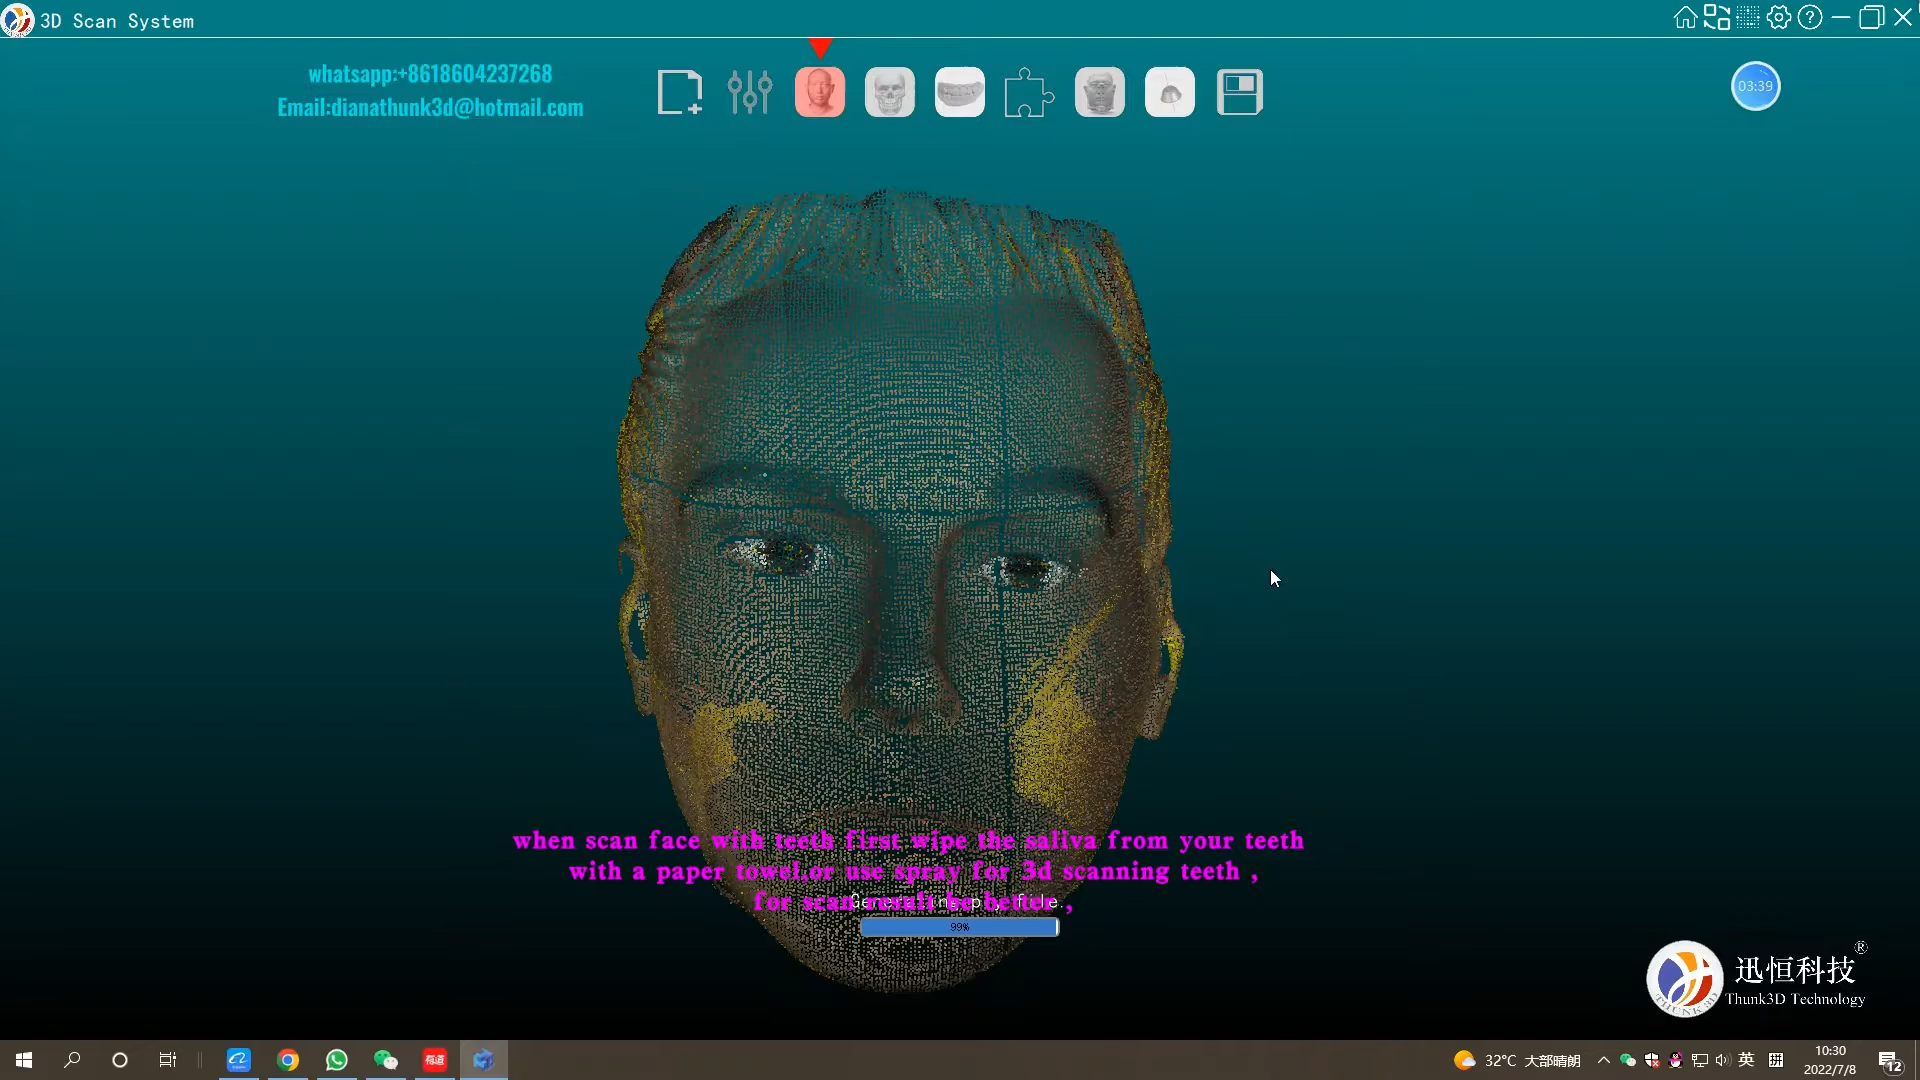 3D Scan System
whatsapp:+8618604237268
Email:dianathunk3d@hotmail.com
03:39
when scan face with teeth first wipe the saliva from your teeth
with a paper towel,or use spray for 3d scanning teeth ,
for scan result be better ,
99%
迅恒科技®
Thunk3D Technology
THUNK3D
32°C 大部晴朗
英
拼
10:30
2022/7/8
12